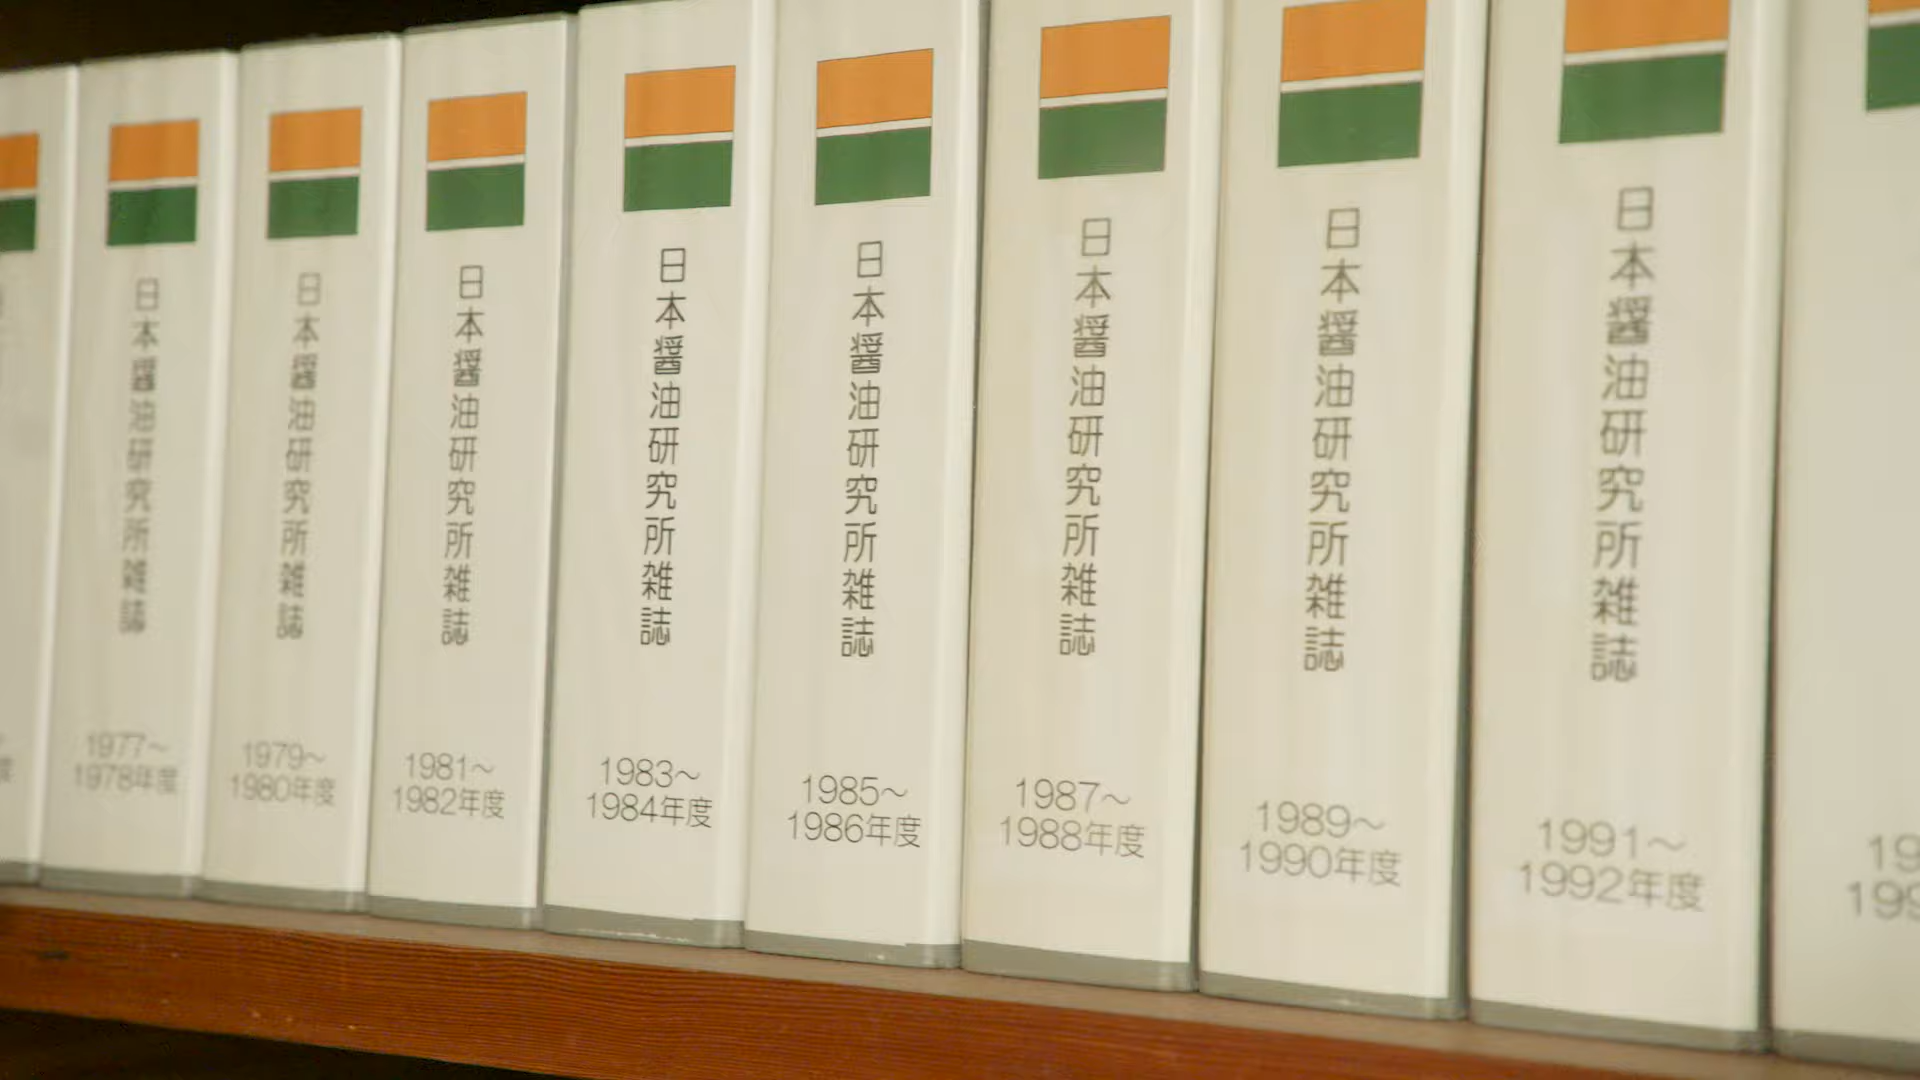 日本醤油研究所雑誌
1977～
1978年度
日本醤油研究所雑誌
1979～
1980年度
日本醤油研究所雑誌
1981～
1982年度
日本醤油研究所雑誌
1983～
1984年度
日本醤油研究所雑誌
1985～
1986年度
日本醤油研究所雑誌
1987～
1988年度
日本醤油研究所雑誌
1989～
1990年度
日本醤油研究所雑誌
1991～
1992年度